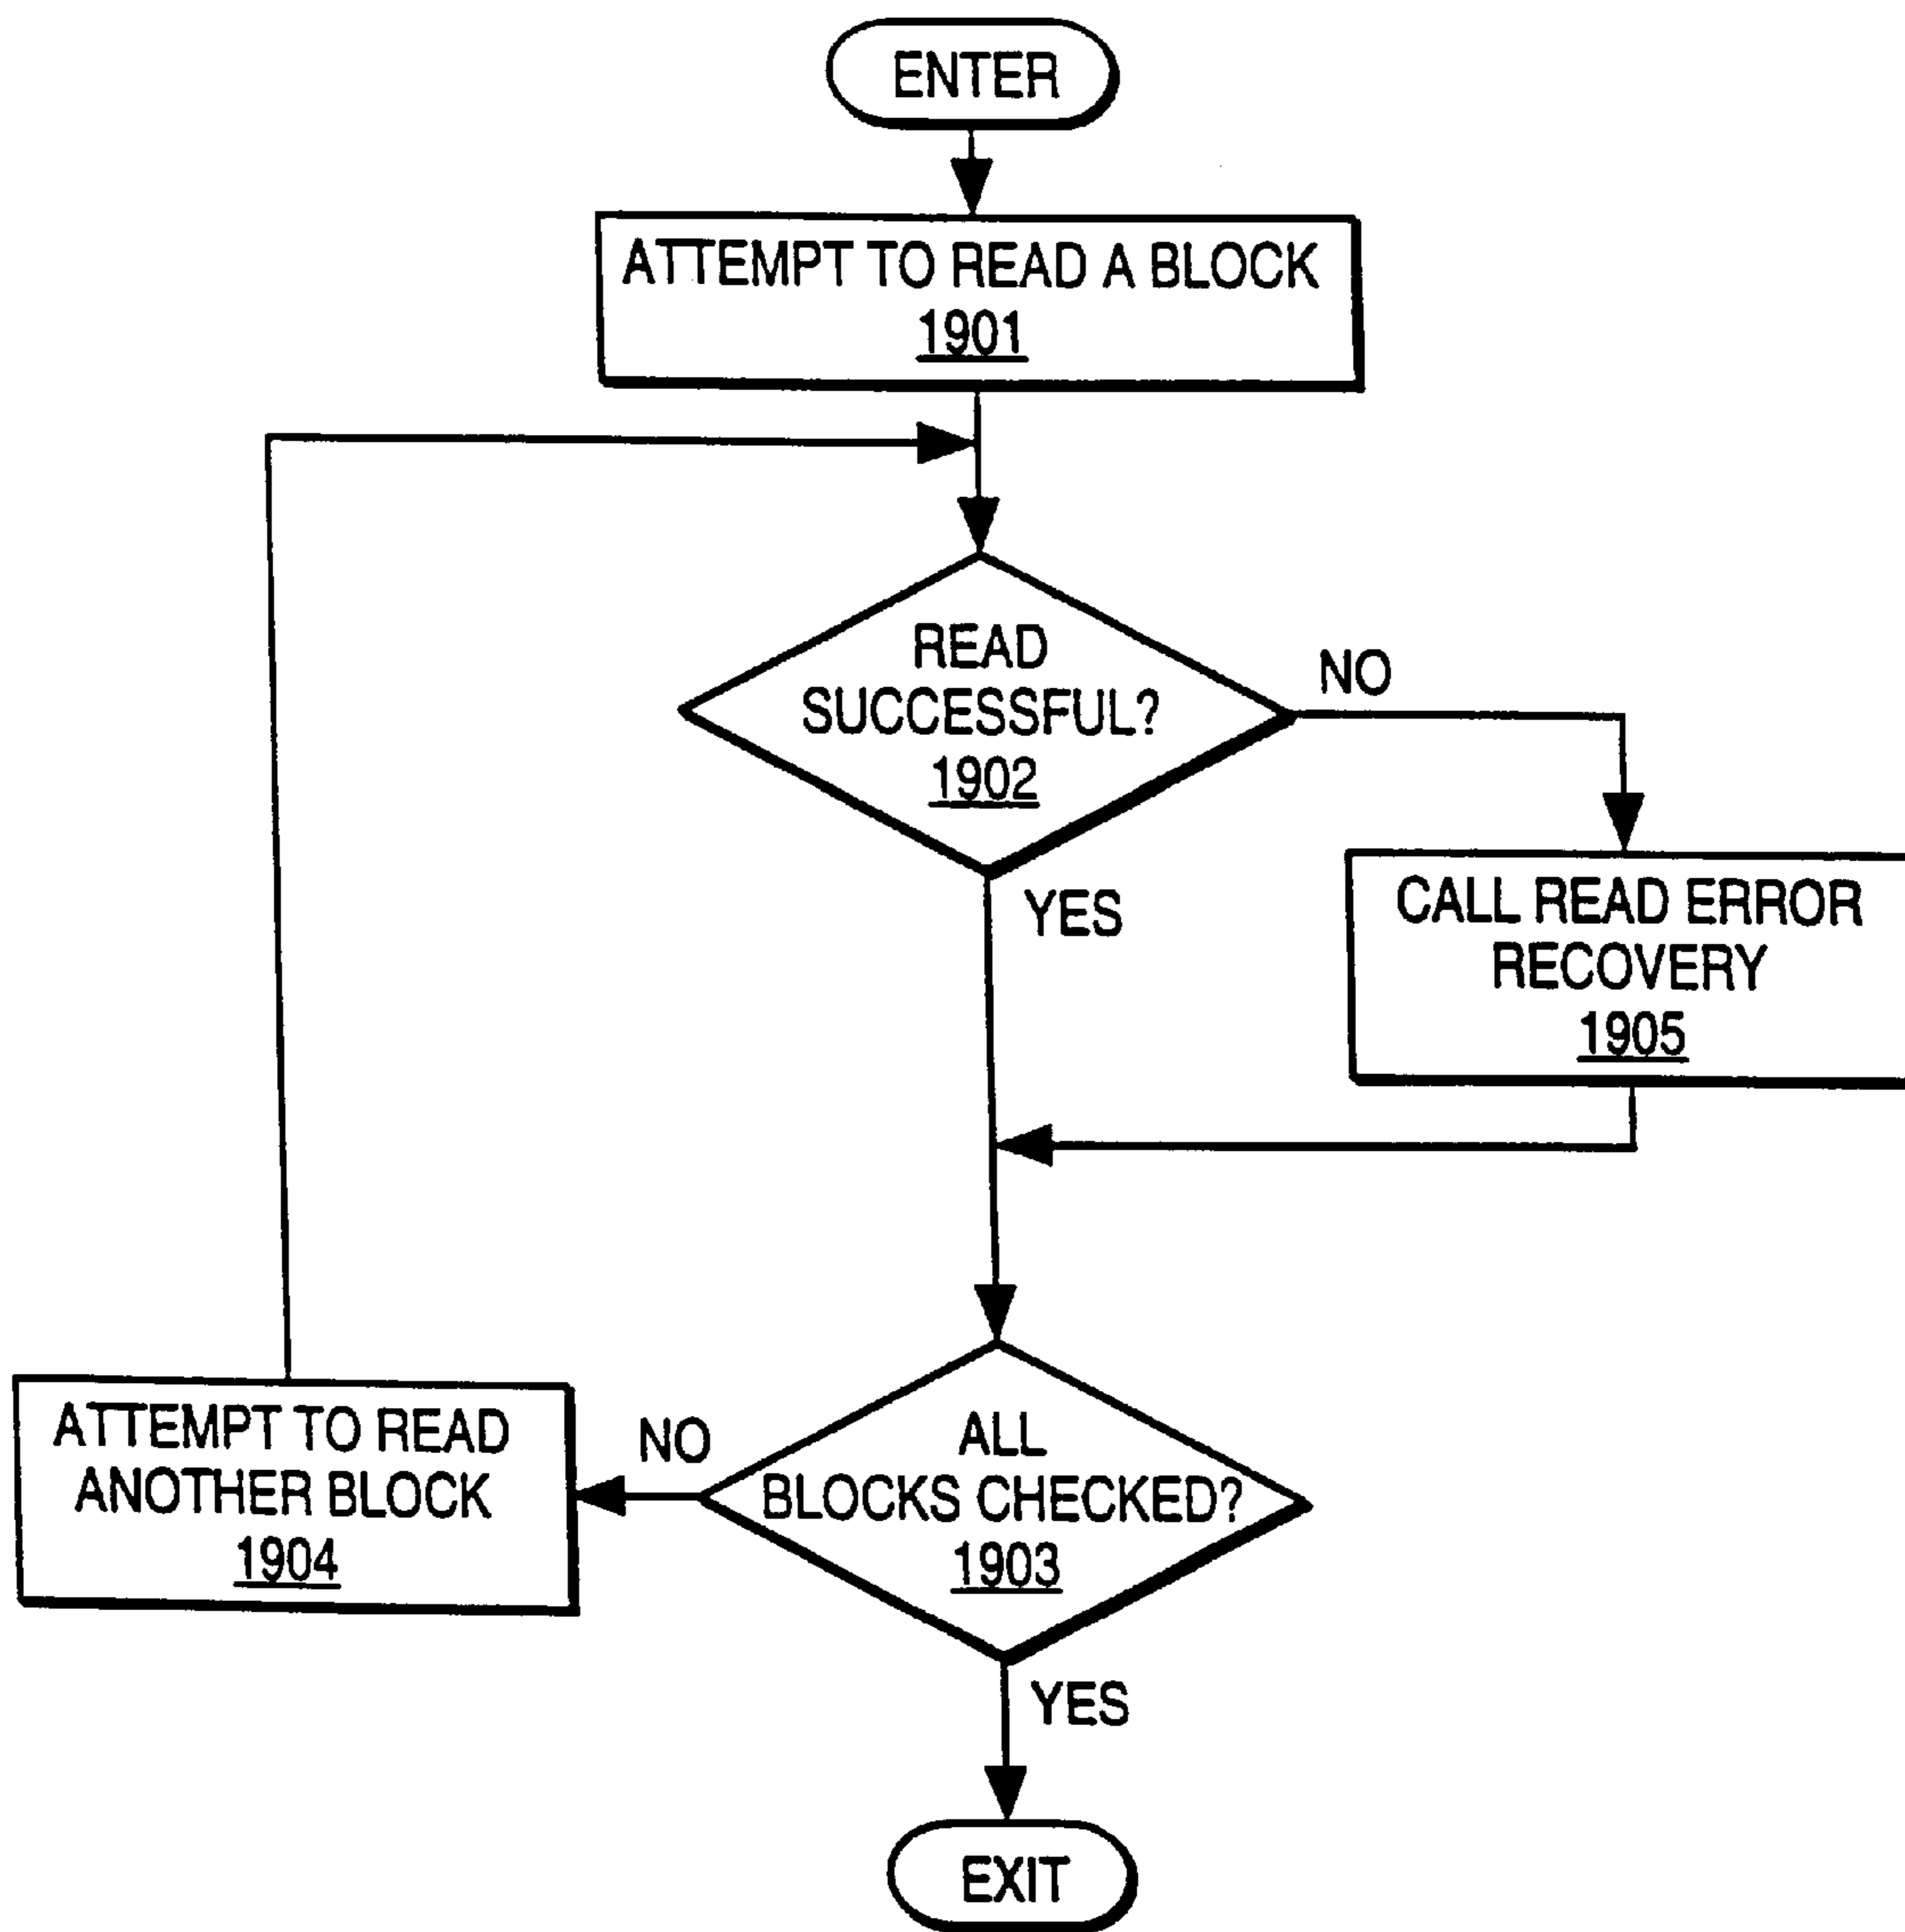 ENTER
ATTEMPT TO READ A BLOCK
1901
READ
SUCCESSFUL?
1902
NO
YES
CALL READ ERROR
RECOVERY
1905
ALL
BLOCKS CHECKED?
1903
NO
ATTEMPT TO READ
ANOTHER BLOCK
1904
YES
EXIT